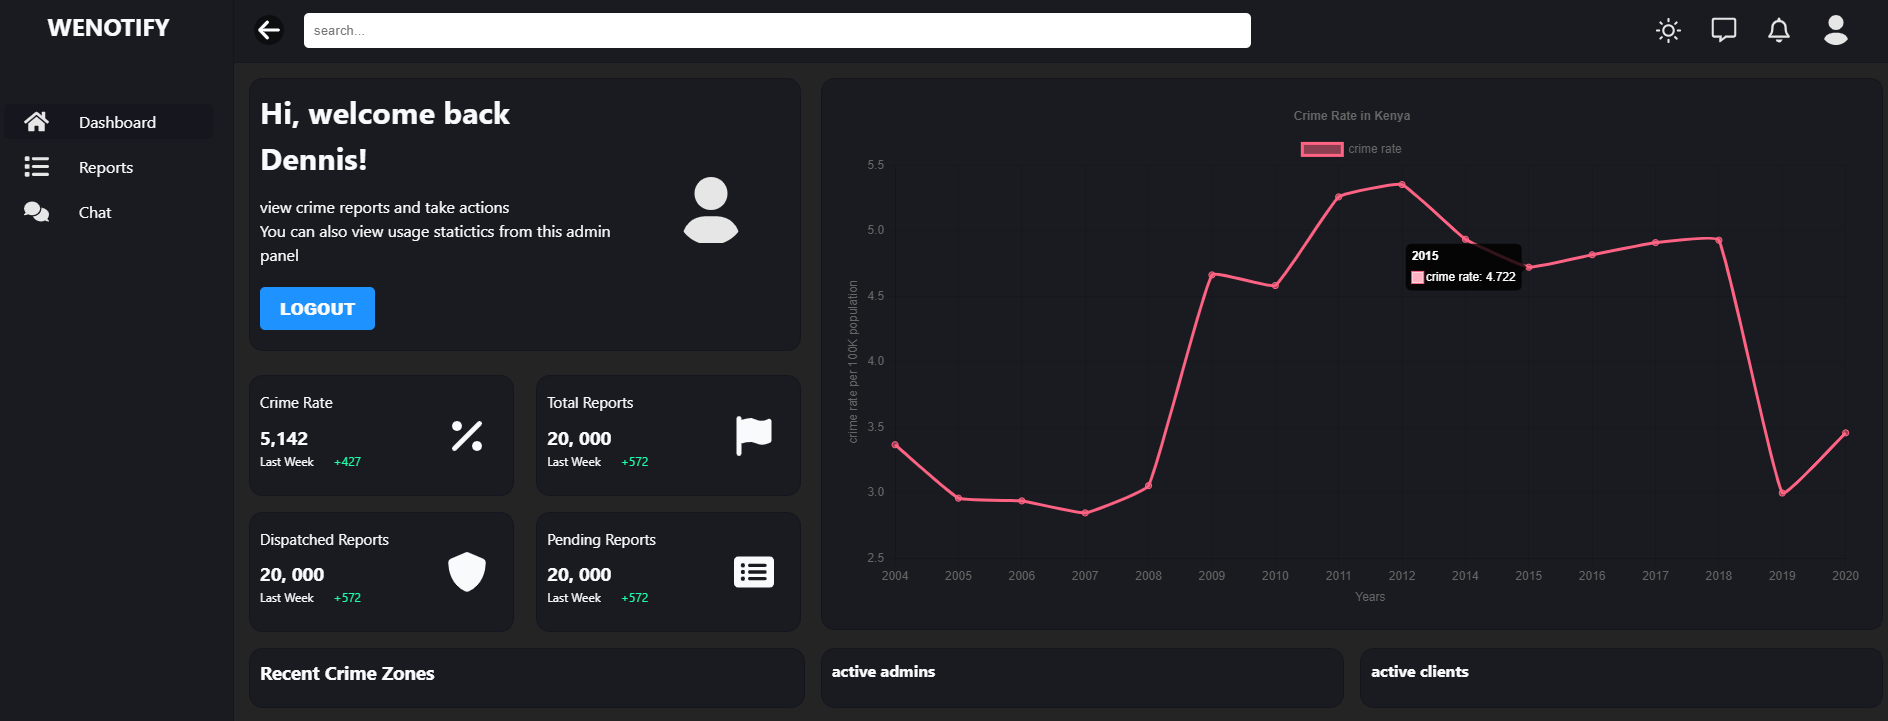 WENOTIFY
search...
Dashboard
Reports
Chat
Hi, welcome back
Dennis!
view crime reports and take actions
You can also view usage statictics from this admin
panel
LOGOUT
Crime Rate
5,142
Last Week +427
Total Reports
20, 000
Last Week +572
Dispatched Reports
20, 000
Last Week +572
Pending Reports
20, 000
Last Week +572
Crime Rate in Kenya
crime rate
crime rate per 100K population
5.5
5.0
4.5
4.0
3.5
3.0
2.5
2015
crime rate: 4.722
2004 2005 2006 2007 2008 2009 2010 2011 2012 2014 2015 2016 2017 2018 2019 2020
Years
Recent Crime Zones
active admins
active clients